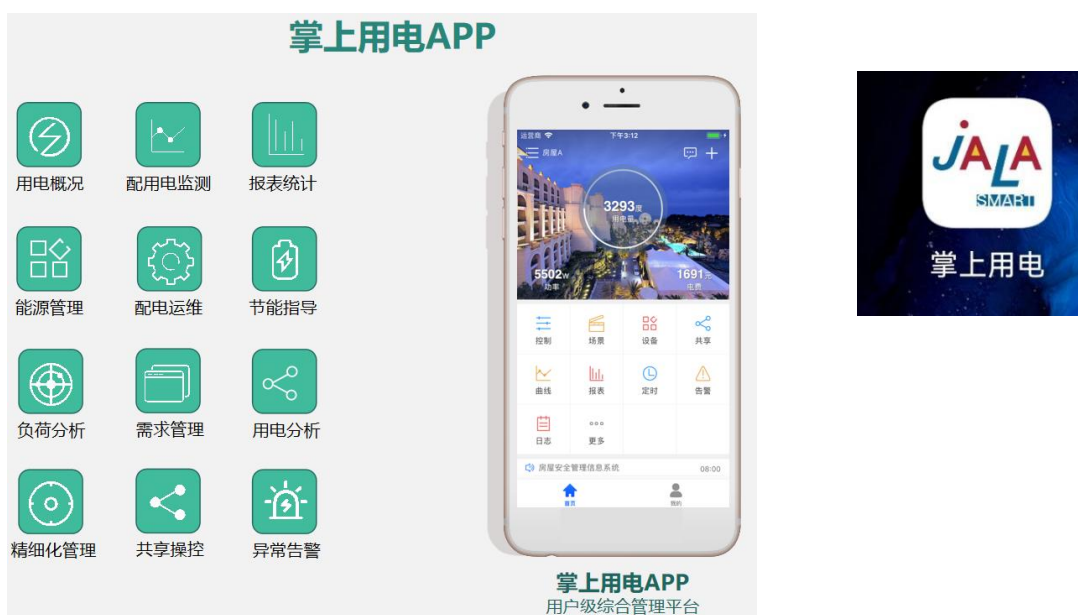 掌上用电APP
用电概况
配用电监测
报表统计
能源管理
配电运维
节能指导
负荷分析
需求管理
用电分析
精细化管理
共享操控
异常告警
运营商
下午3:12
房屋A
3293度
用电量
5502w
功率
1691元
电费
控制
场景
设备
共享
曲线
报表
定时
告警
日志
更多
房屋安全管理信息系统
08:00
首页
我的
掌上用电APP
用户级综合管理平台
JALA
SMART
掌上用电